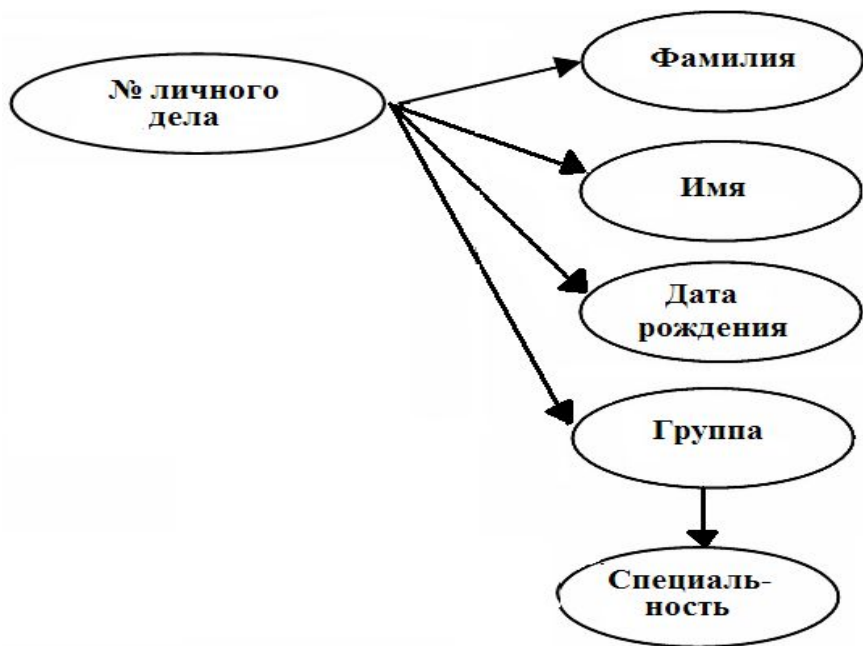 № личного
дела
Фамилия
Имя
Дата
рождения
Группа
Специаль-
ность